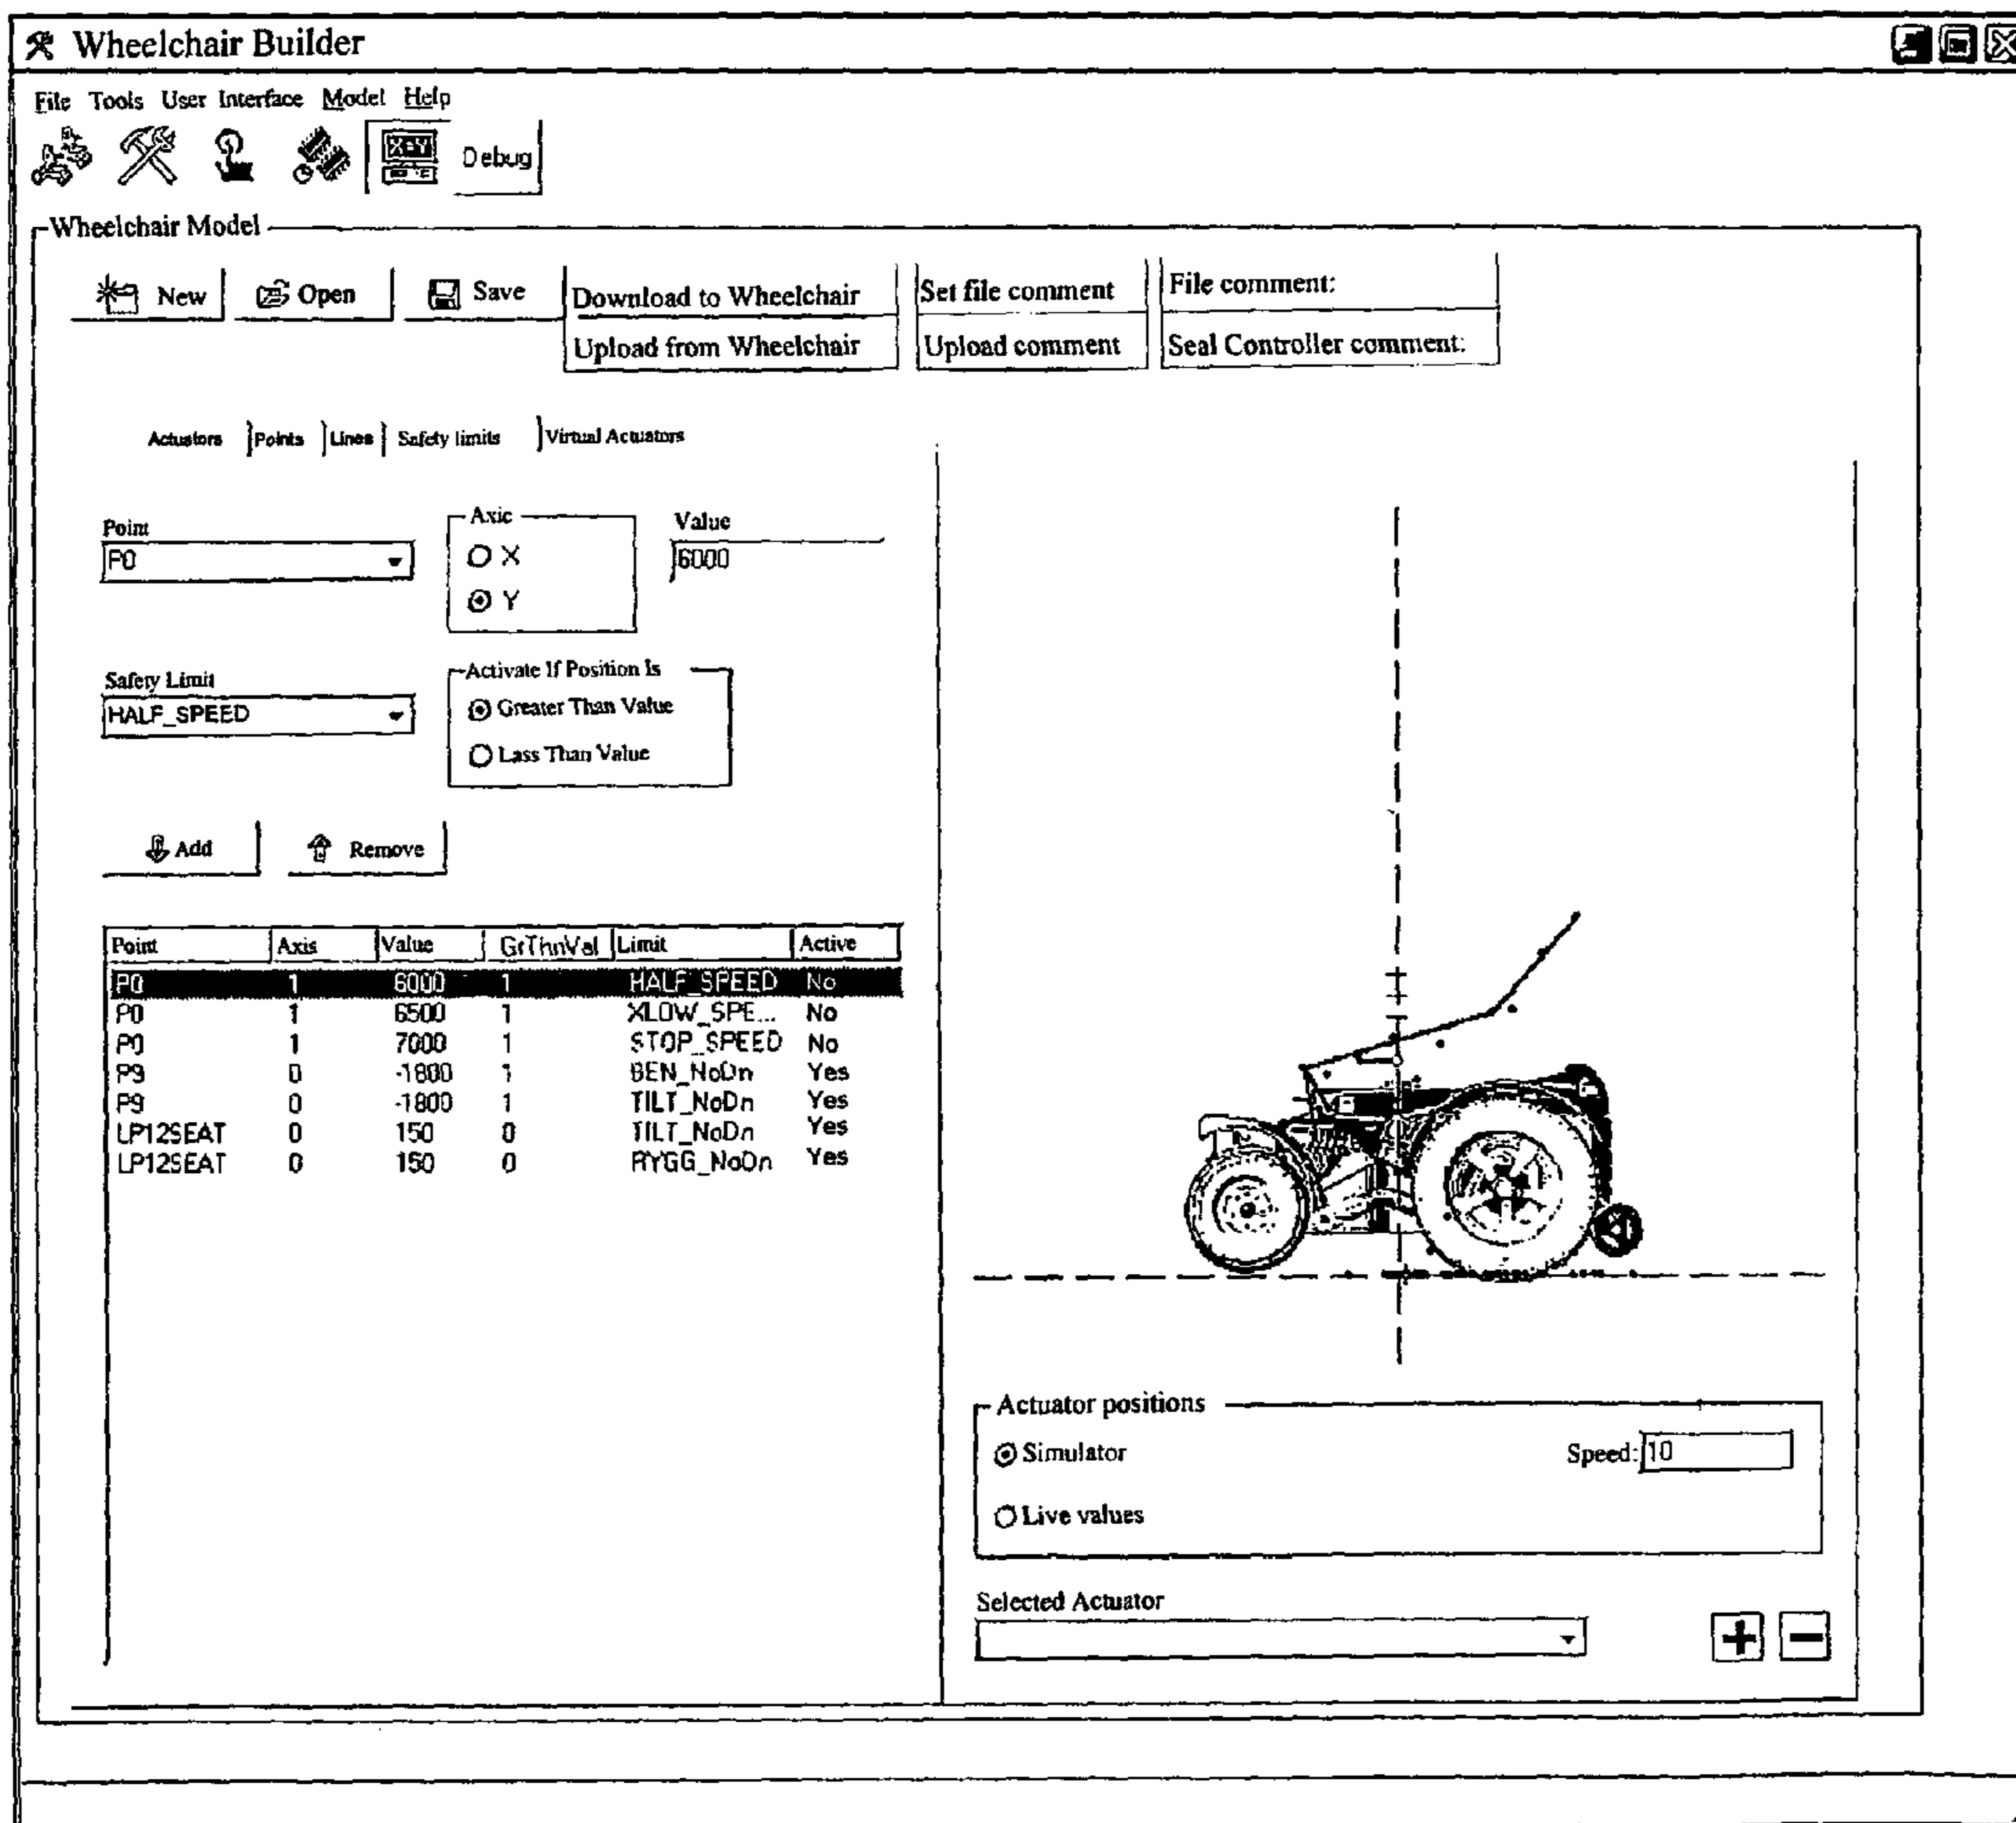 Wheelchair Builder
File Tools User Interface Model Help
X=Y Debug
Wheelchair Model
New Open Save Download to Wheelchair Set file comment File comment:
Upload from Wheelchair Upload comment Seal Controller comment:
Actuators Points Lines Safety limits Virtual Actuators
Point Axic Value
P0 X 6000
Y
Safety Limit Activate If Position Is
HALF_SPEED Greater Than Value
Lass Than Value
Add Remove
Point Axis Value GrThnVal Limit Active
P0 1 6000 1 HALF_SPEED No
P0 1 6500 1 XLOW_SPE... No
P0 1 7000 1 STOP_SPEED No
P9 0 -1800 1 BEN_NoDn Yes
P9 0 -1800 1 TILT_NoDn Yes
LP12SEAT 0 150 0 TILT_NoDn Yes
LP12SEAT 0 150 0 RYGG_NoDn Yes
Actuator positions
Simulator Speed: 10
Live values
Selected Actuator